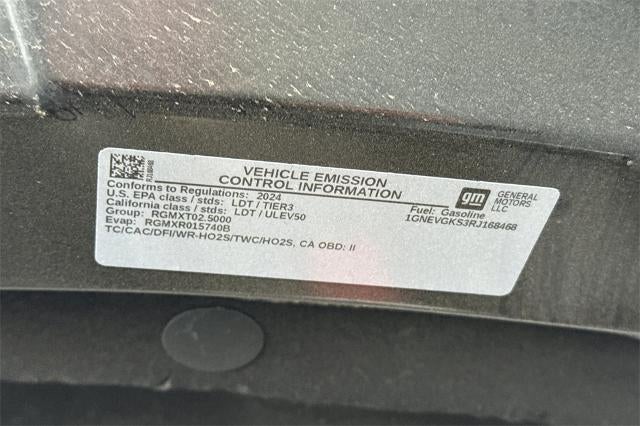 VEHICLE EMISSION
CONTROL INFORMATION
Conforms to Regulations: 2024
U.S. EPA class / stds: LDT / TIER3
California class / stds: LDT / ULEV50
Group: RGMXT02.5000
Evap: RGMXR015740B
TC/CAC/DFI/WR-HO2S/TWC/HO2S, CA OBD: II
Fuel: Gasoline
1GNEVGKS3RJ168468
gm
GENERAL
MOTORS
LLC